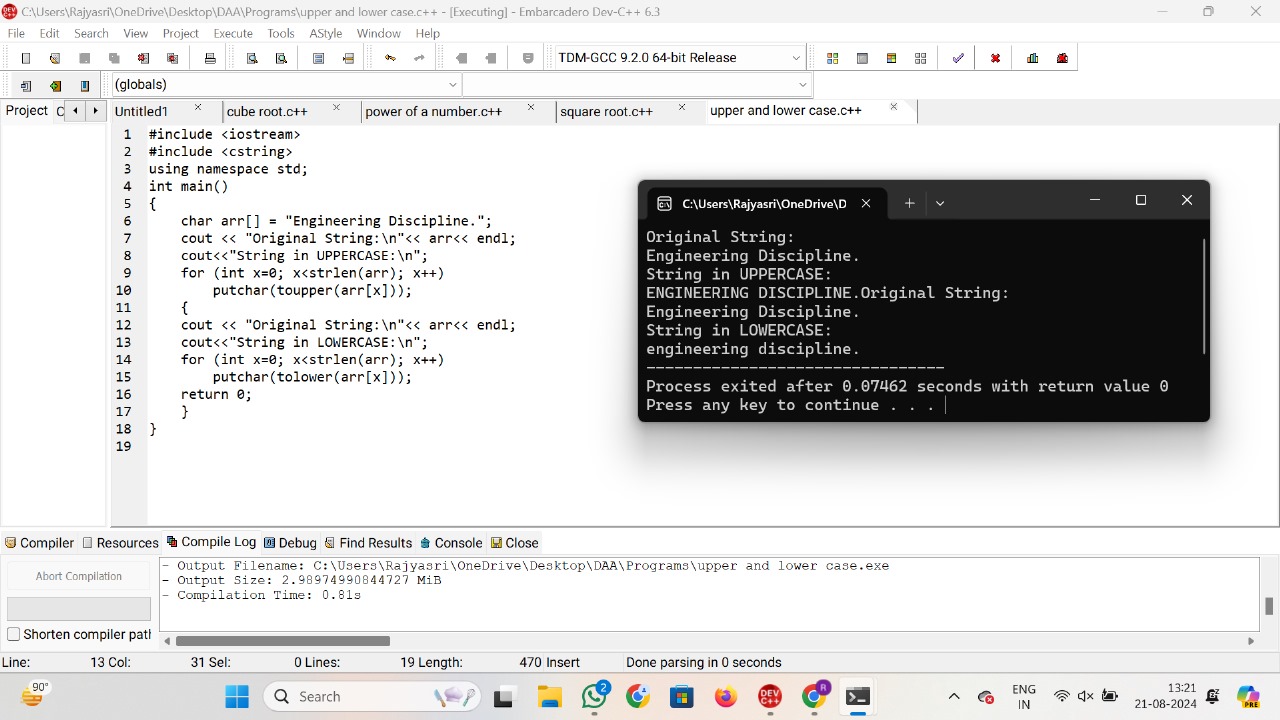 C:\Users\Rajyasri\OneDrive\Desktop\DAA\Programs\upper and lower case.c++ - [Executing] - Embarcadero Dev-C++ 6.3
File Edit Search View Project Execute Tools AStyle Window Help
TDM-GCC 9.2.0 64-bit Release
(globals)
Project C Untitled1 cube root.c++ power of a number.c++ square root.c++ upper and lower case.c++
1 #include <iostream>
2 #include <cstring>
3 using namespace std;
4 int main()
5 {
6 char arr[] = "Engineering Discipline.";
7 cout << "Original String:\n"<< arr<< endl;
8 cout<<"String in UPPERCASE:\n";
9 for (int x=0; x<strlen(arr); x++)
10 putchar(toupper(arr[x]));
11 {
12 cout << "Original String:\n"<< arr<< endl;
13 cout<<"String in LOWERCASE:\n";
14 for (int x=0; x<strlen(arr); x++)
15 putchar(tolower(arr[x]));
16 return 0;
17 }
18 }
19
C:\Users\Rajyasri\OneDrive\D
Original String:
Engineering Discipline.
String in UPPERCASE:
ENGINEERING DISCIPLINE.Original String:
Engineering Discipline.
String in LOWERCASE:
engineering discipline.
--------------------------------
Process exited after 0.07462 seconds with return value 0
Press any key to continue . . .
Compiler Resources Compile Log Debug Find Results Console Close
Abort Compilation
Shorten compiler path
- Output Filename: C:\Users\Rajyasri\OneDrive\Desktop\DAA\Programs\upper and lower case.exe
- Output Size: 2.98974990844727 MiB
- Compilation Time: 0.81s
Line: 13 Col: 31 Sel: 0 Lines: 19 Length: 470 Insert Done parsing in 0 seconds
90°
Search
2
DEV C++
R
ENG
IN
13:21
21-08-2024
PRE